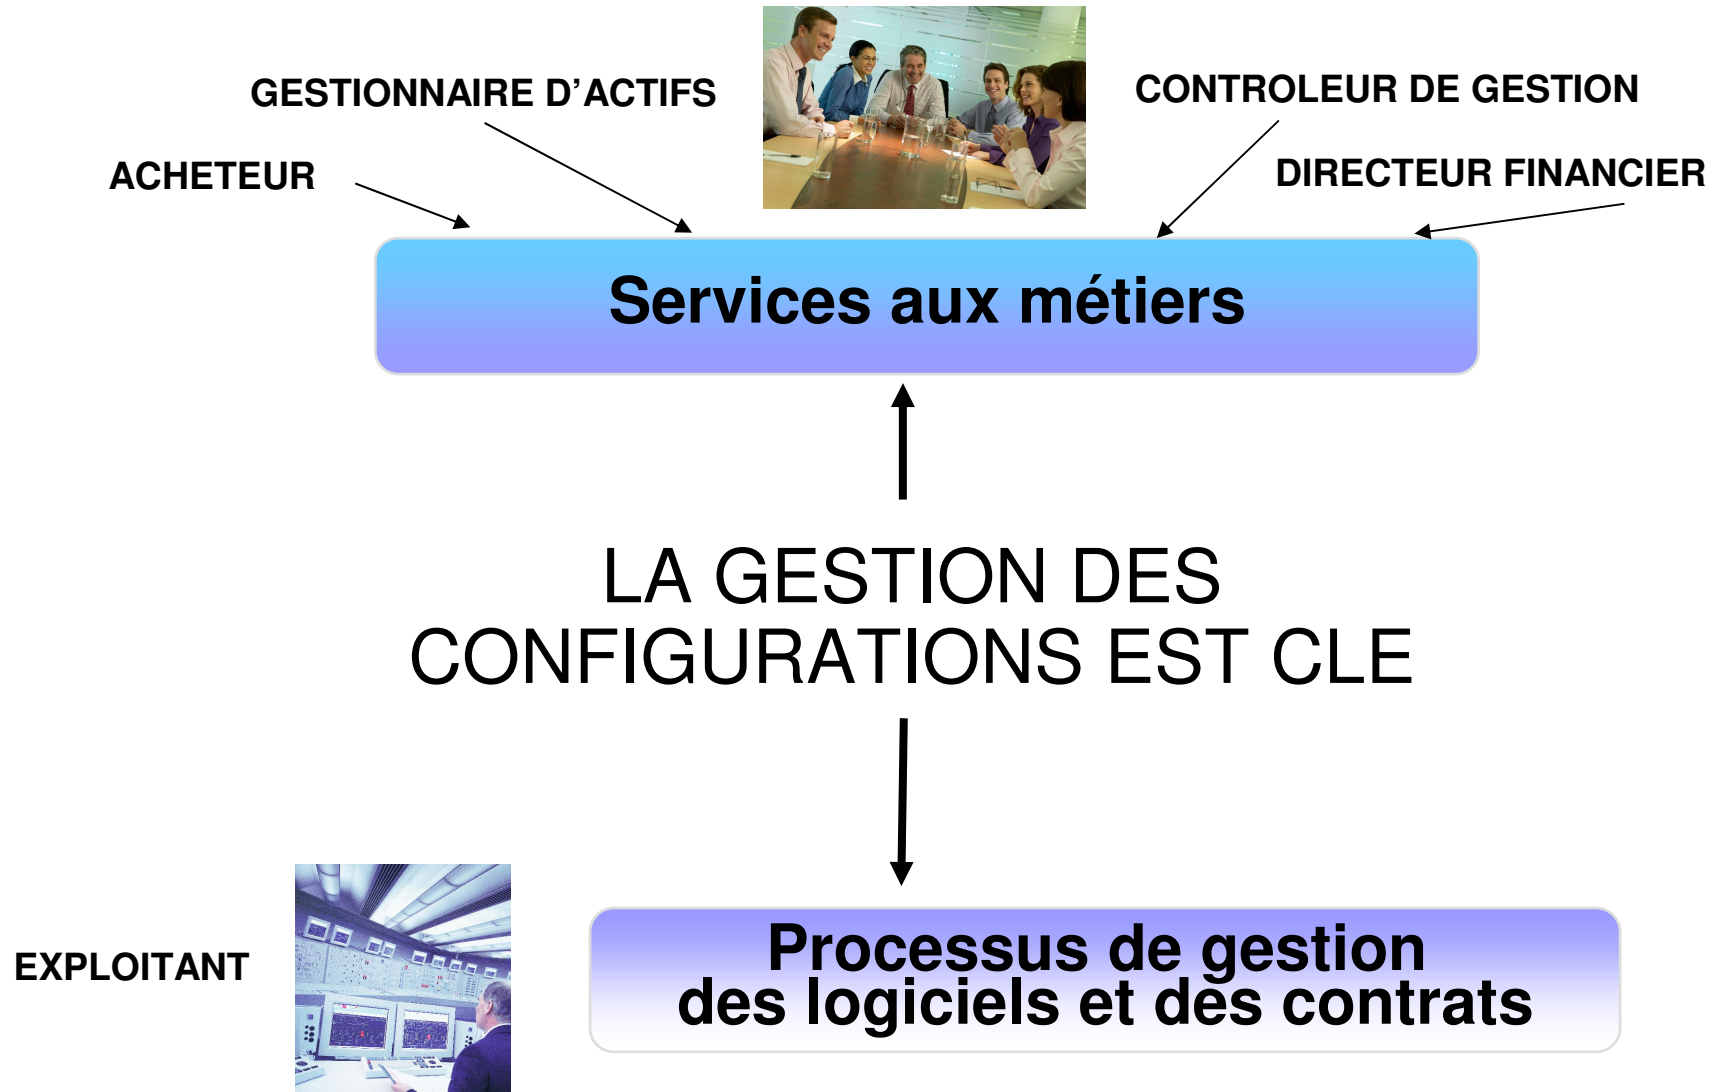 GESTIONNAIRE D’ACTIFS
CONTROLEUR DE GESTION
ACHETEUR
DIRECTEUR FINANCIER
Services aux métiers
LA GESTION DES
CONFIGURATIONS EST CLE
EXPLOITANT
Processus de gestion
des logiciels et des contrats